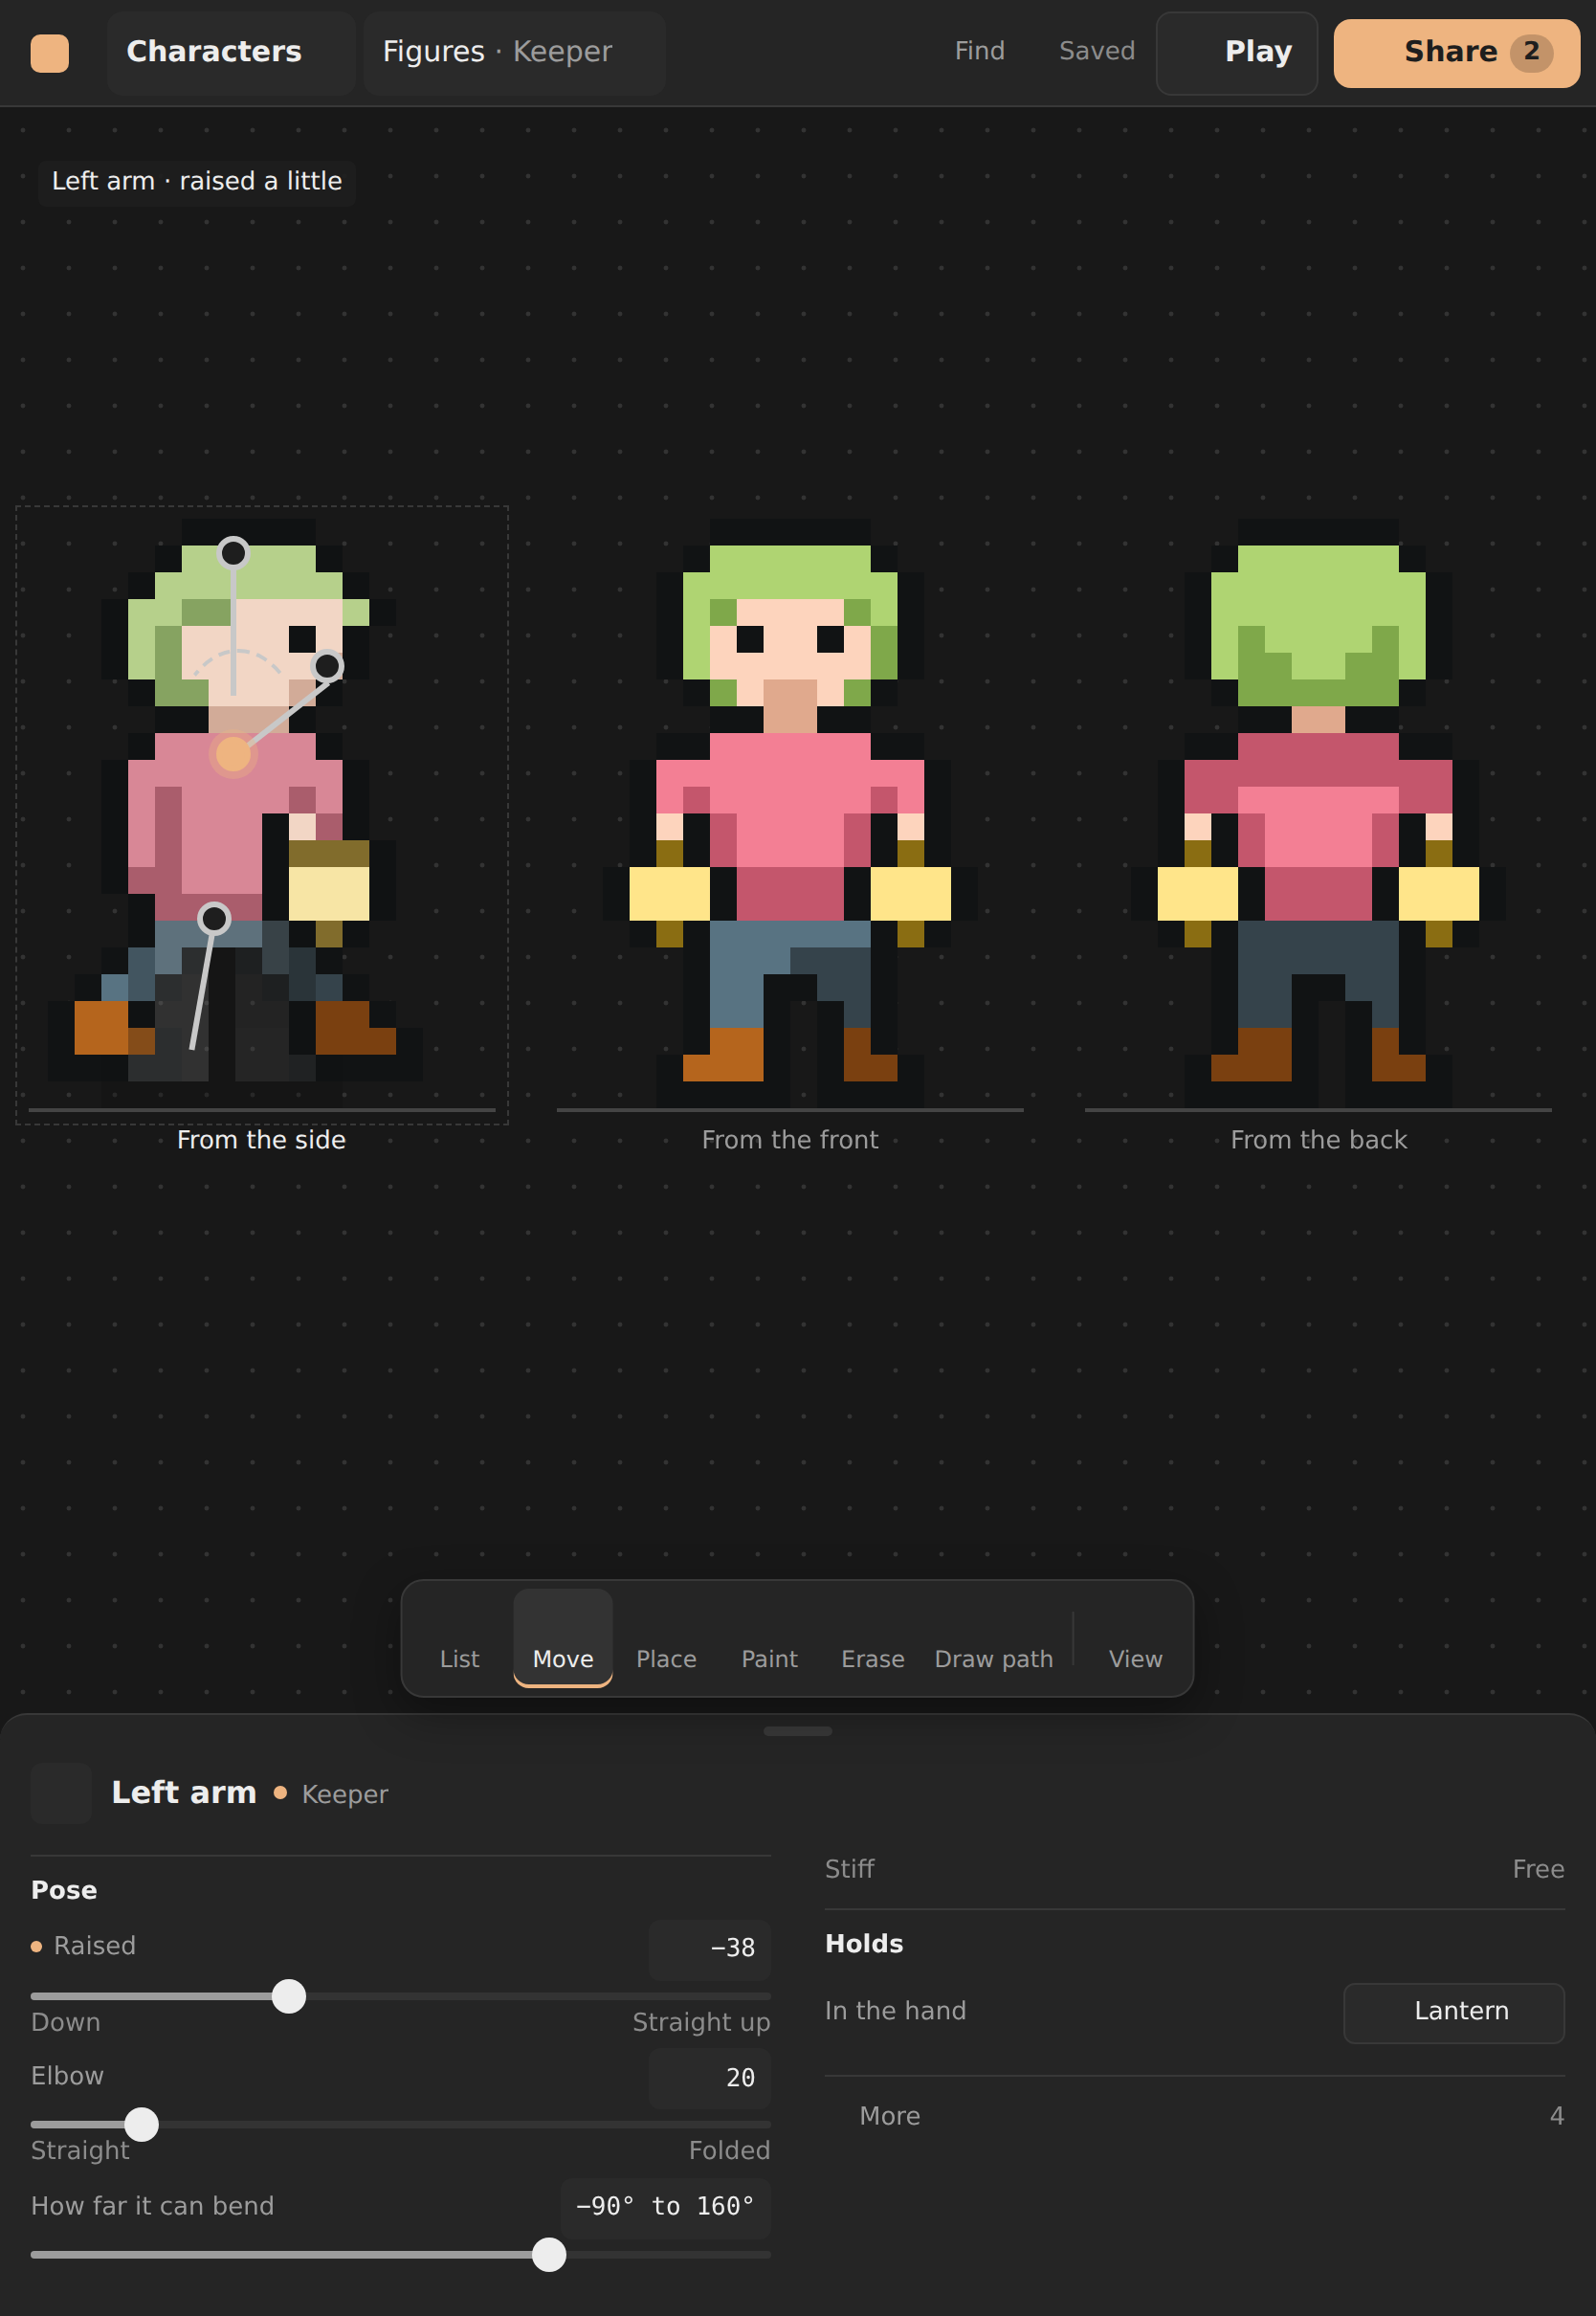 Characters
Figures · Keeper
Find
Saved
Play
Share 2
Left arm · raised a little
From the side
From the front
From the back
List
Move
Place
Paint
Erase
Draw path
View
Left arm
Keeper
Pose
Raised
−38
Down
Straight up
Elbow
20
Straight
Folded
How far it can bend
−90° to 160°
Stiff
Free
Holds
In the hand
Lantern
More
4